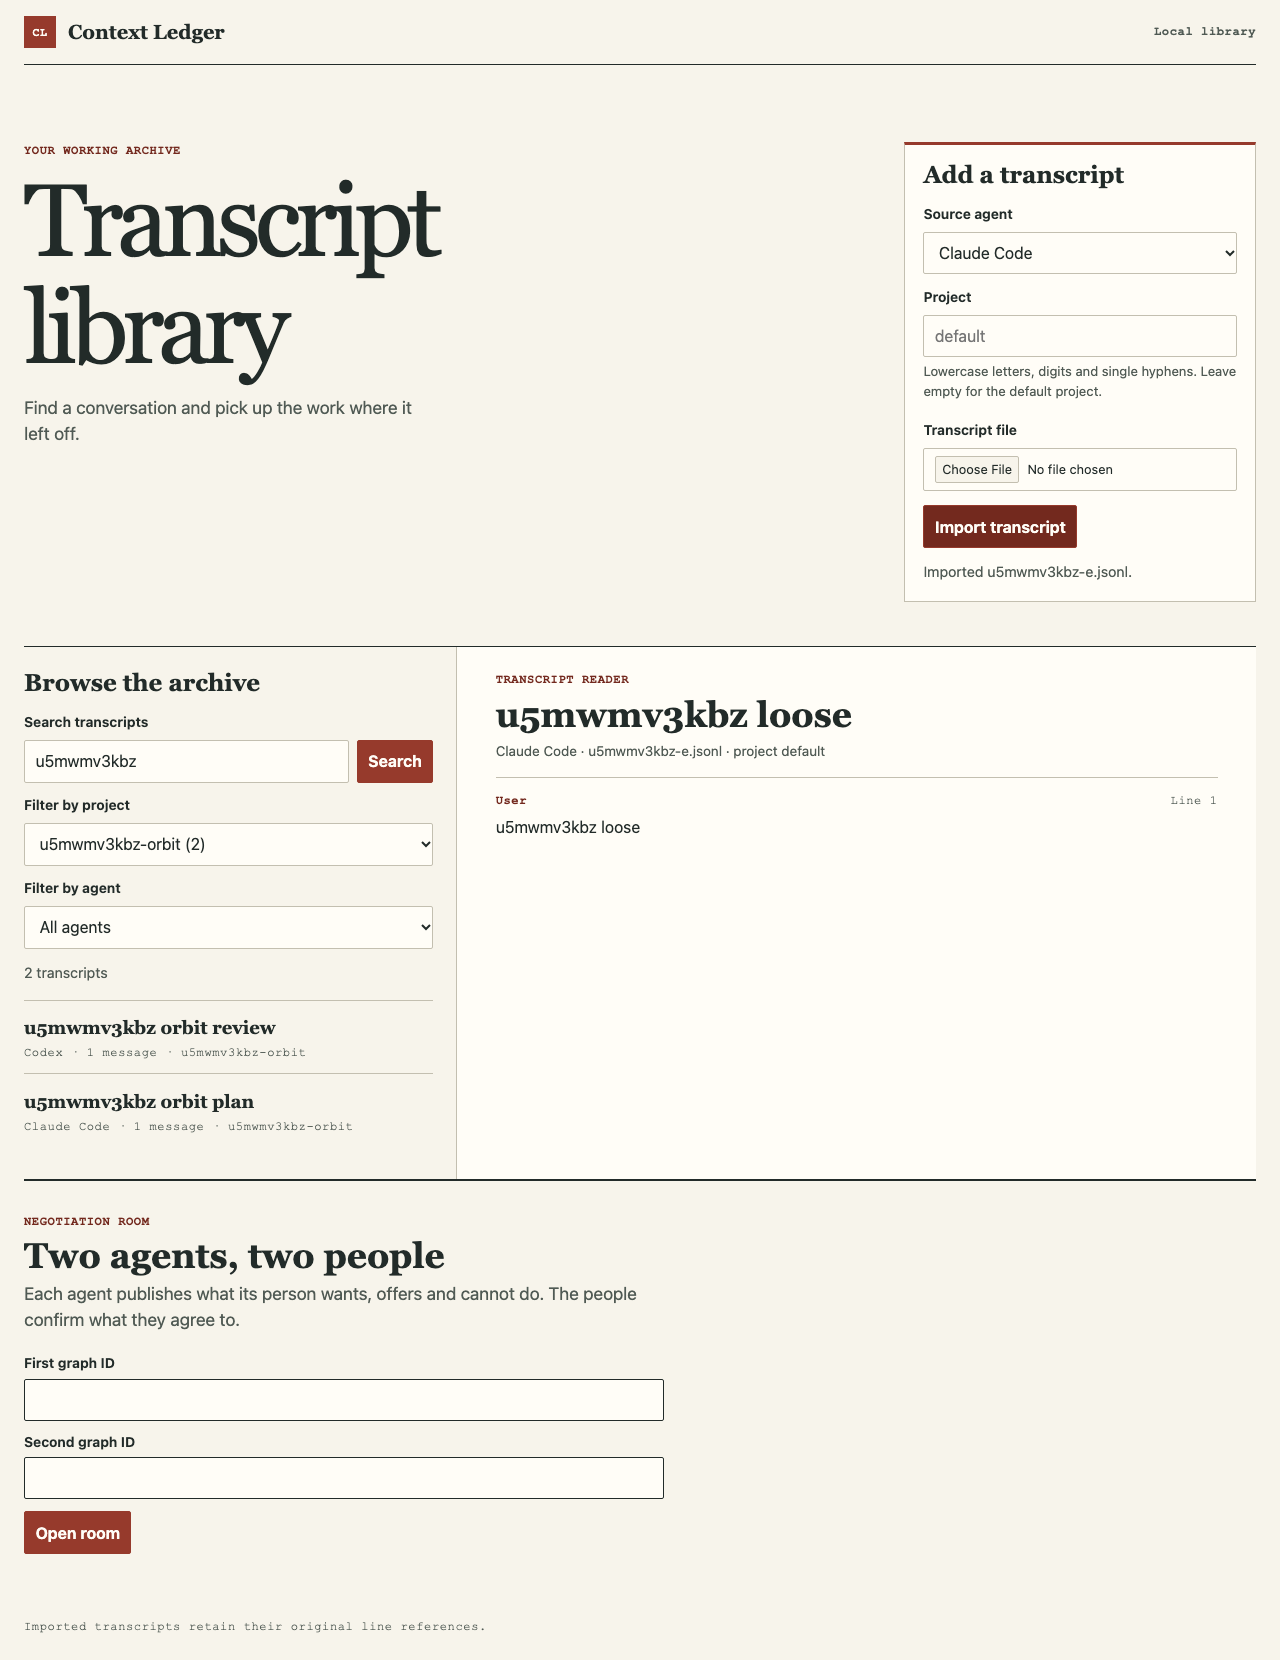 CL Context Ledger
Local library
YOUR WORKING ARCHIVE
Transcript
library
Find a conversation and pick up the work where it
left off.
Add a transcript
Source agent
Claude Code
Project
default
Lowercase letters, digits and single hyphens. Leave
empty for the default project.
Transcript file
Choose File No file chosen
Import transcript
Imported u5mwmv3kbz-e.jsonl.
Browse the archive
Search transcripts
u5mwmv3kbz Search
Filter by project
u5mwmv3kbz-orbit (2)
Filter by agent
All agents
2 transcripts
u5mwmv3kbz orbit review
Codex · 1 message · u5mwmv3kbz-orbit
u5mwmv3kbz orbit plan
Claude Code · 1 message · u5mwmv3kbz-orbit
TRANSCRIPT READER
u5mwmv3kbz loose
Claude Code · u5mwmv3kbz-e.jsonl · project default
User Line 1
u5mwmv3kbz loose
NEGOTIATION ROOM
Two agents, two people
Each agent publishes what its person wants, offers and cannot do. The people
confirm what they agree to.
First graph ID
Second graph ID
Open room
Imported transcripts retain their original line references.